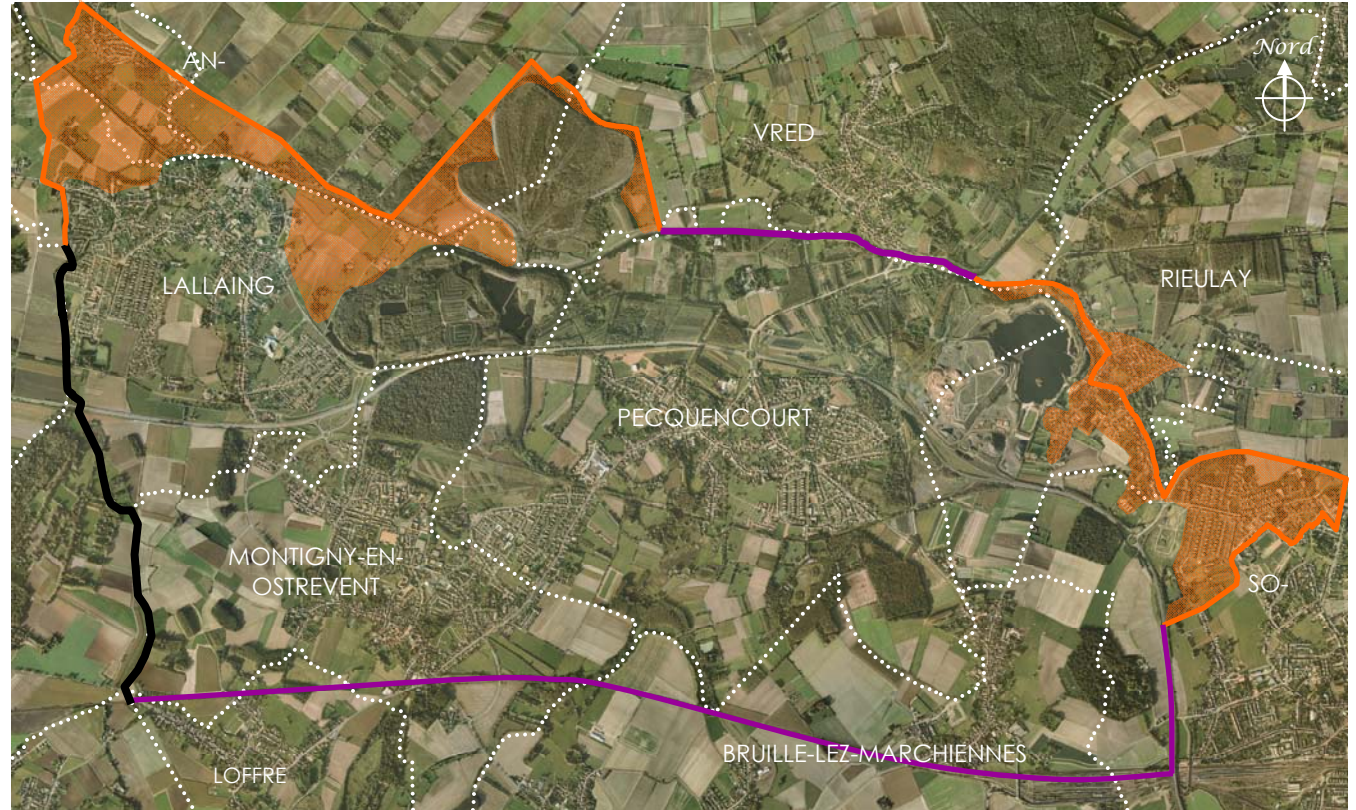 Nord
AN-
VRED
LALLAING
RIEULAY
PECQUENCOURT
MONTIGNY-EN-
OSTREVENT
SO-
BRUILLE-LEZ-MARCHIENNES
LOFFRE